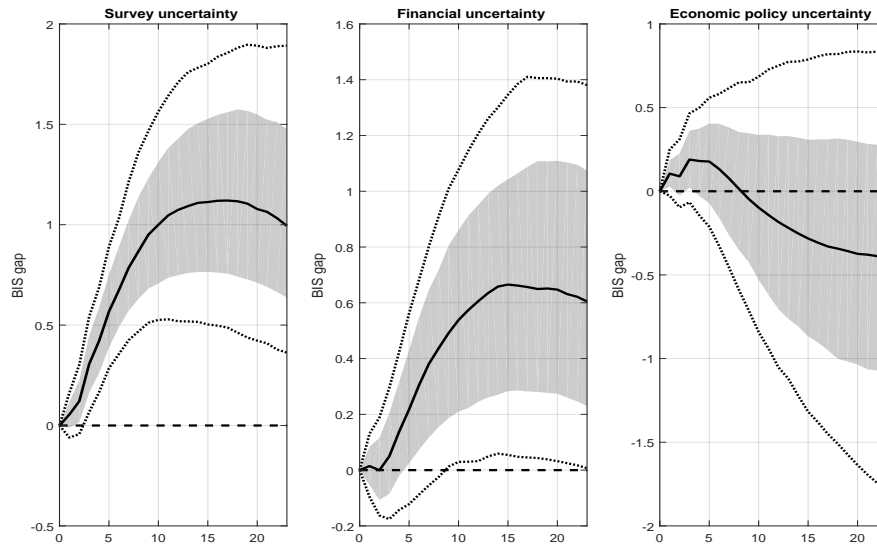 Survey uncertainty
BIS gap
2
1.5
1
0.5
0
-0.5
0 5 10 15 20
Financial uncertainty
BIS gap
1.6
1.4
1.2
1
0.8
0.6
0.4
0.2
0
-0.2
0 5 10 15 20
Economic policy uncertainty
BIS gap
1
0.5
0
-0.5
-1
-1.5
-2
0 5 10 15 20